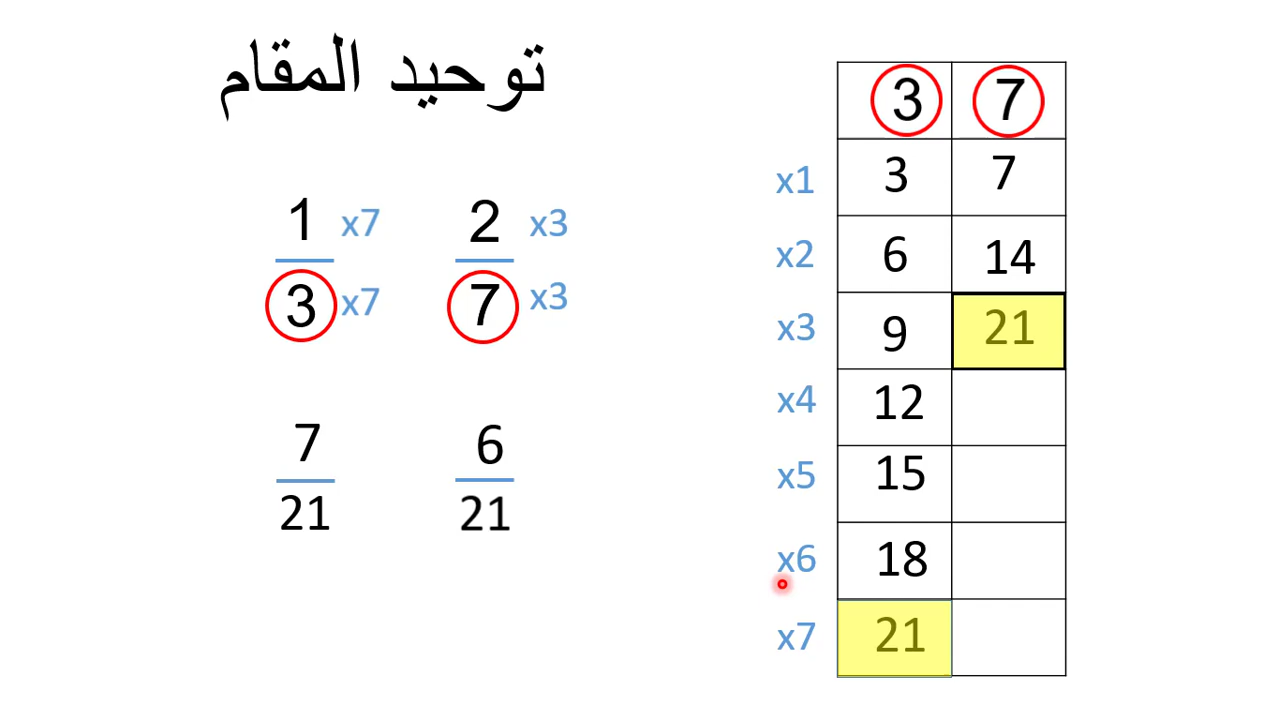 توحيد المقام
1 x7 2 x3
3 x7 7 x3
7 6
21 21
3 7
x1 3 7
x2 6 14
x3 9 21
x4 12
x5 15
x6 18
x7 21